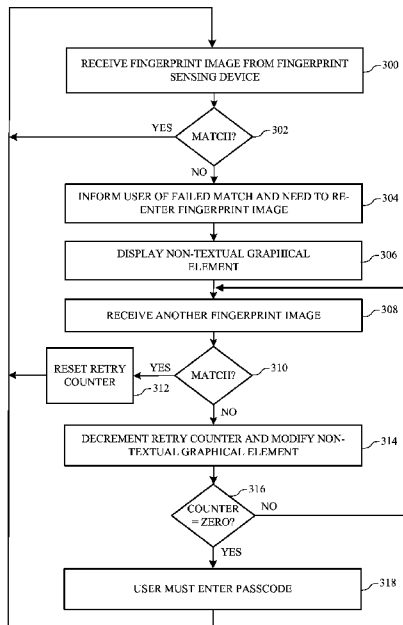 RECEIVE FINGERPRINT IMAGE FROM FINGERPRINT
SENSING DEVICE
300
YES
MATCH?
302
NO
INFORM USER OF FAILED MATCH AND NEED TO RE-
ENTER FINGERPRINT IMAGE
304
DISPLAY NON-TEXTUAL GRAPHICAL
ELEMENT
306
RECEIVE ANOTHER FINGERPRINT IMAGE
308
RESET RETRY
COUNTER
312
YES
MATCH?
310
NO
DECREMENT RETRY COUNTER AND MODIFY NON-
TEXTUAL GRAPHICAL ELEMENT
314
316
COUNTER
= ZERO?
NO
YES
USER MUST ENTER PASSCODE
318